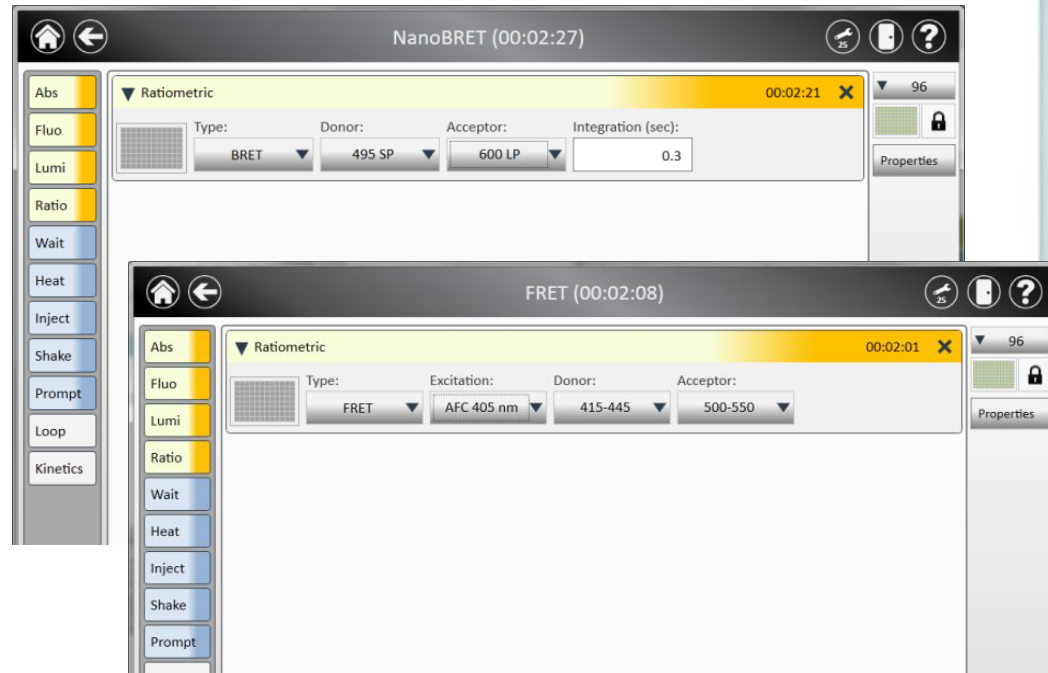 NanoBRET (00:02:27)
25
?
Abs
Fluo
Lumi
Ratio
Wait
Heat
Inject
Shake
Prompt
Loop
Kinetics
Ratiometric 00:02:21
Type: Donor: Acceptor: Integration (sec):
BRET 495 SP 600 LP 0.3
96
Properties
FRET (00:02:08)
25
?
Abs
Fluo
Lumi
Ratio
Wait
Heat
Inject
Shake
Prompt
Ratiometric 00:02:01
Type: Excitation: Donor: Acceptor:
FRET AFC 405 nm 415-445 500-550
96
Properties